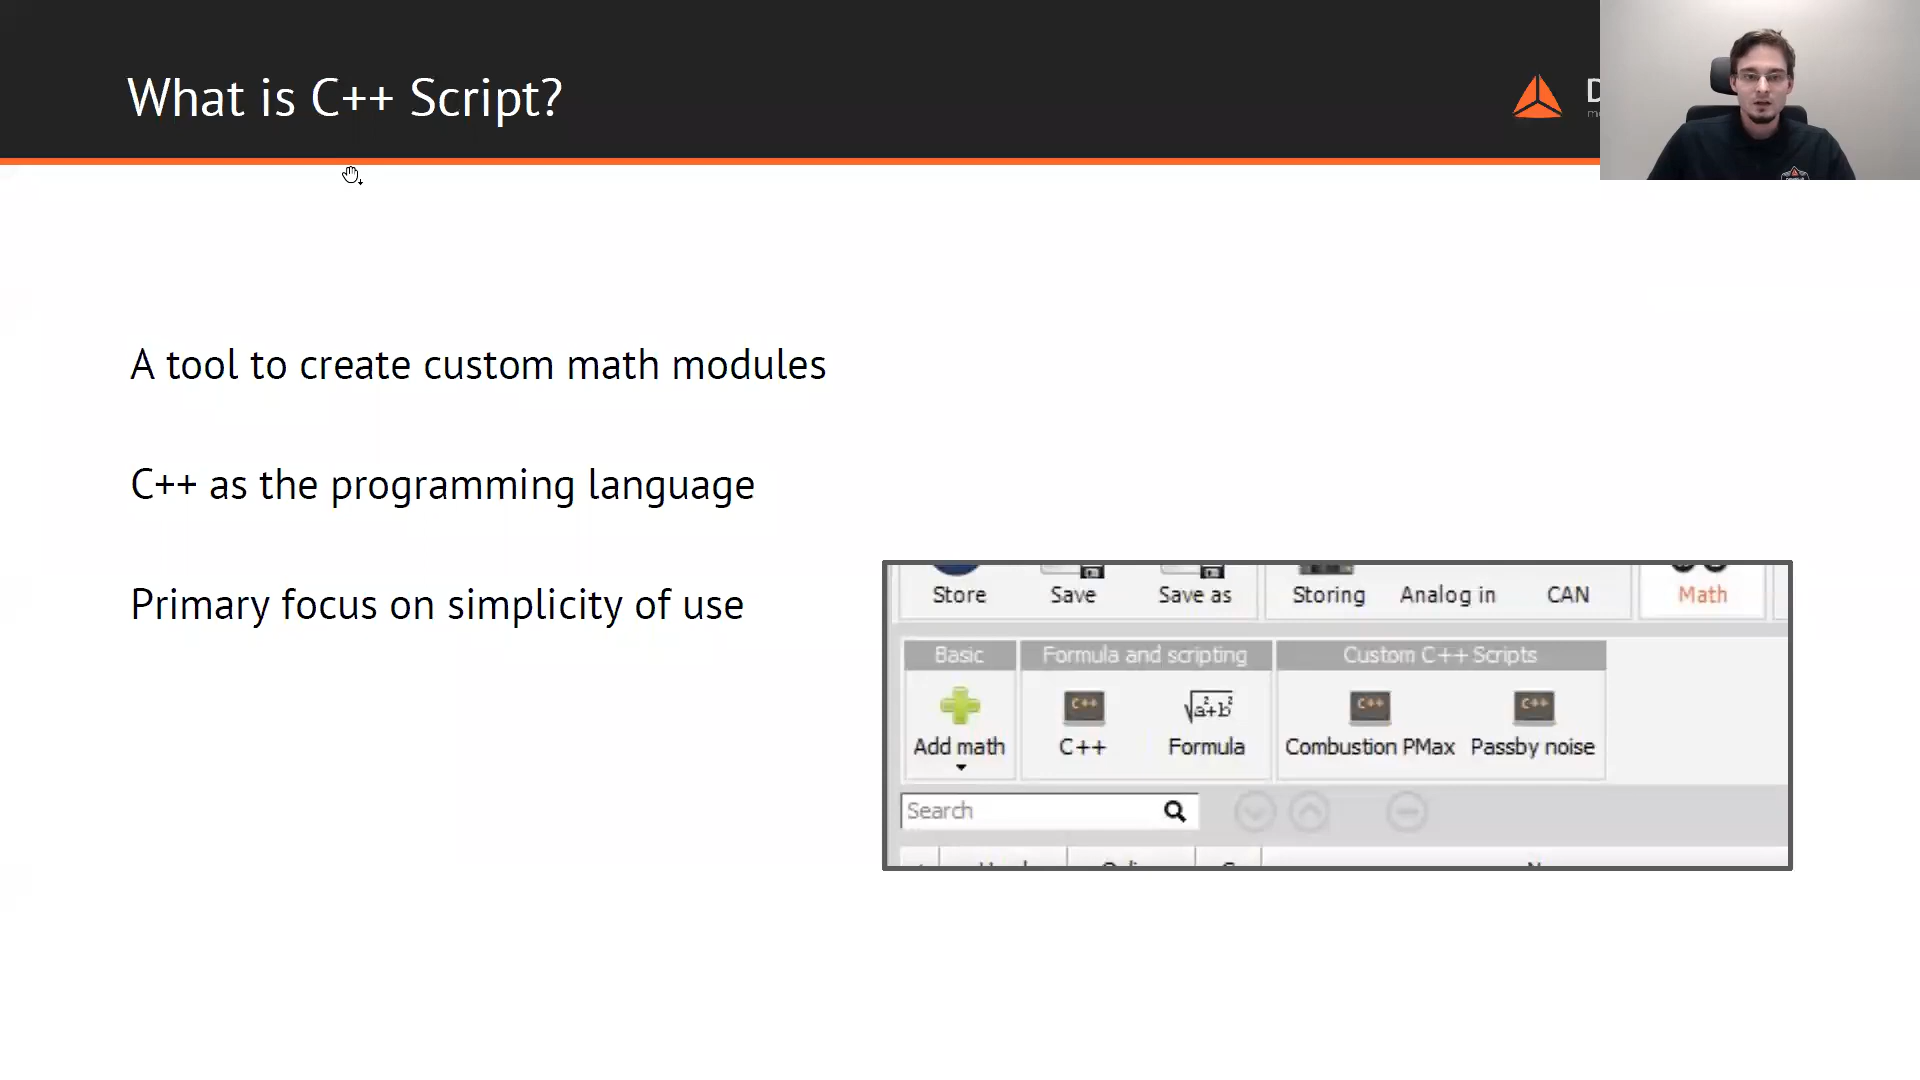 What is C++ Script?
A tool to create custom math modules
C++ as the programming language
Primary focus on simplicity of use
Store Save Save as Storing Analog in CAN Math
Basic Formula and scripting Custom C++ Scripts
C++ √a²+b² C++ C++
Add math C++ Formula Combustion PMax Passby noise
Search